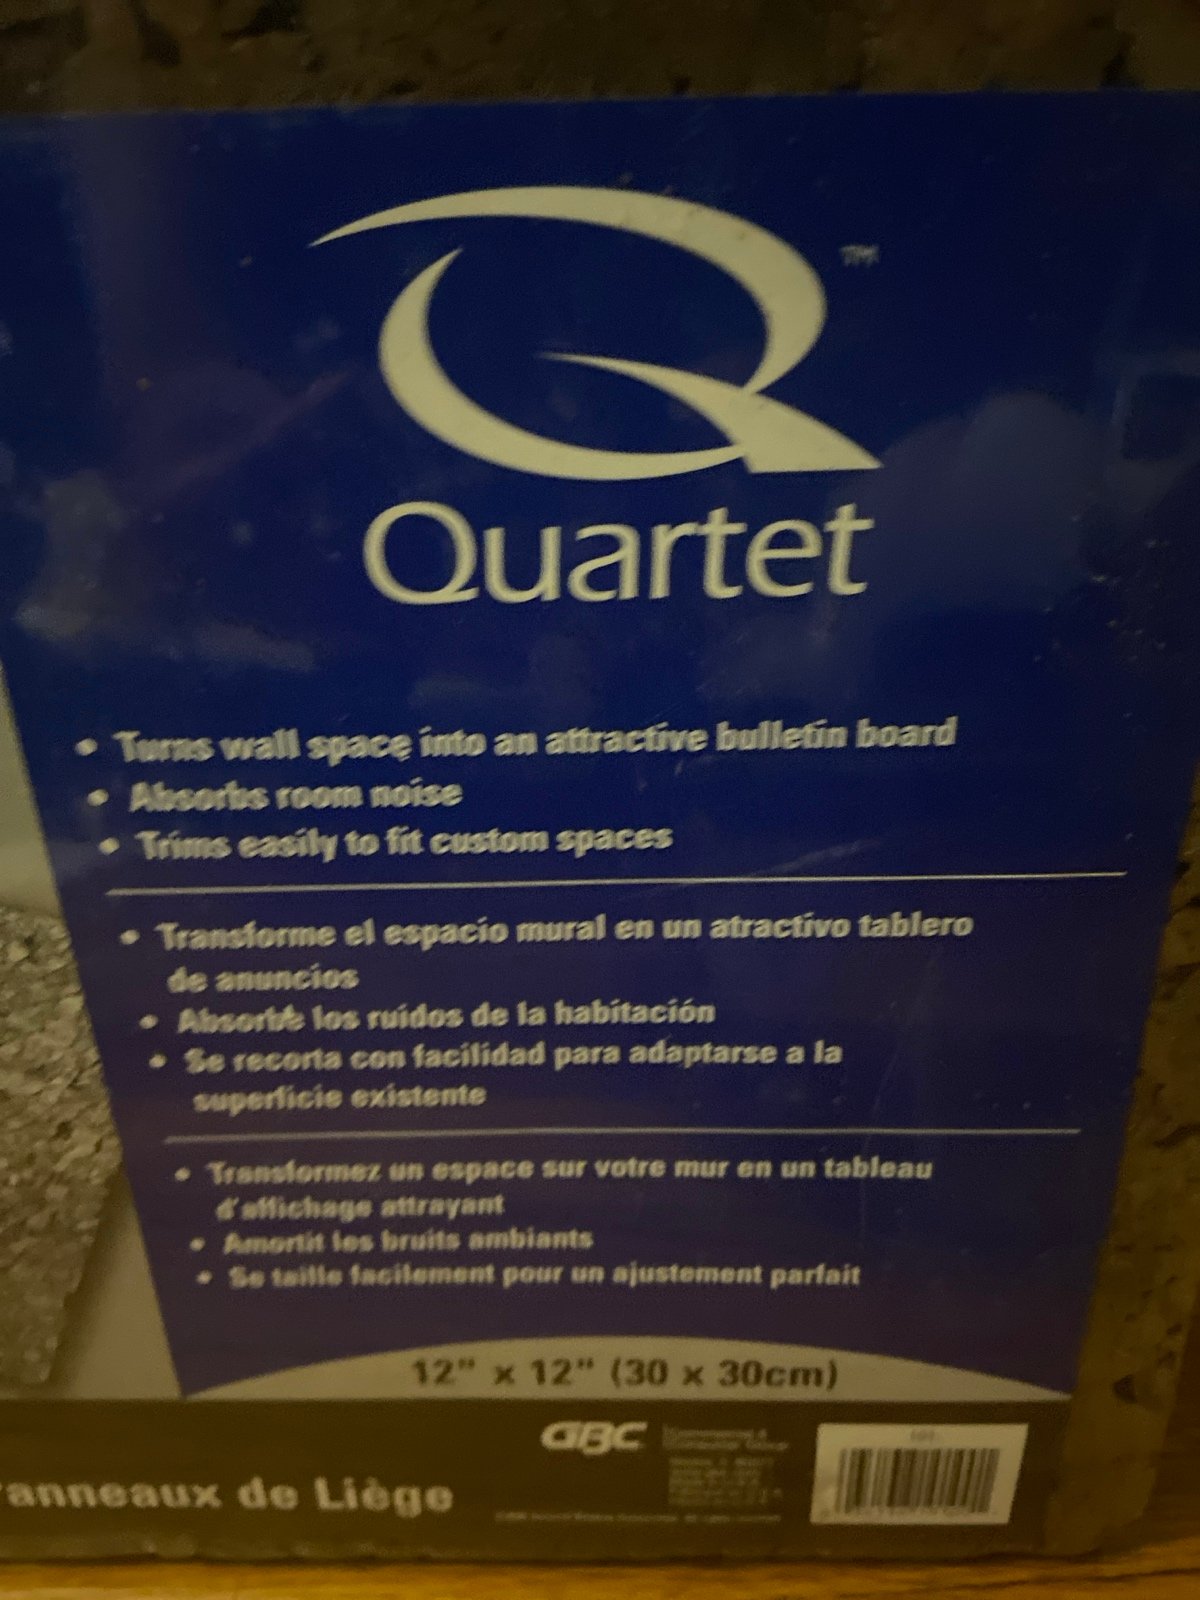 TM
Quartet
• Turns wall space into an attractive bulletin board
• Absorbs room noise
• Trims easily to fit custom spaces
• Transforme el espacio mural en un atractivo tablero
de anuncios
• Absorbe los ruidos de la habitación
• Se recorta con facilidad para adaptarse a la
superficie existente
• Transformez un espace sur votre mur en un tableau
d'affichage attrayant
• Amortit les bruits ambiants
• Se taille facilement pour un ajustement parfait
12" x 12" (30 x 30cm)
GBC
anneaux de Liège